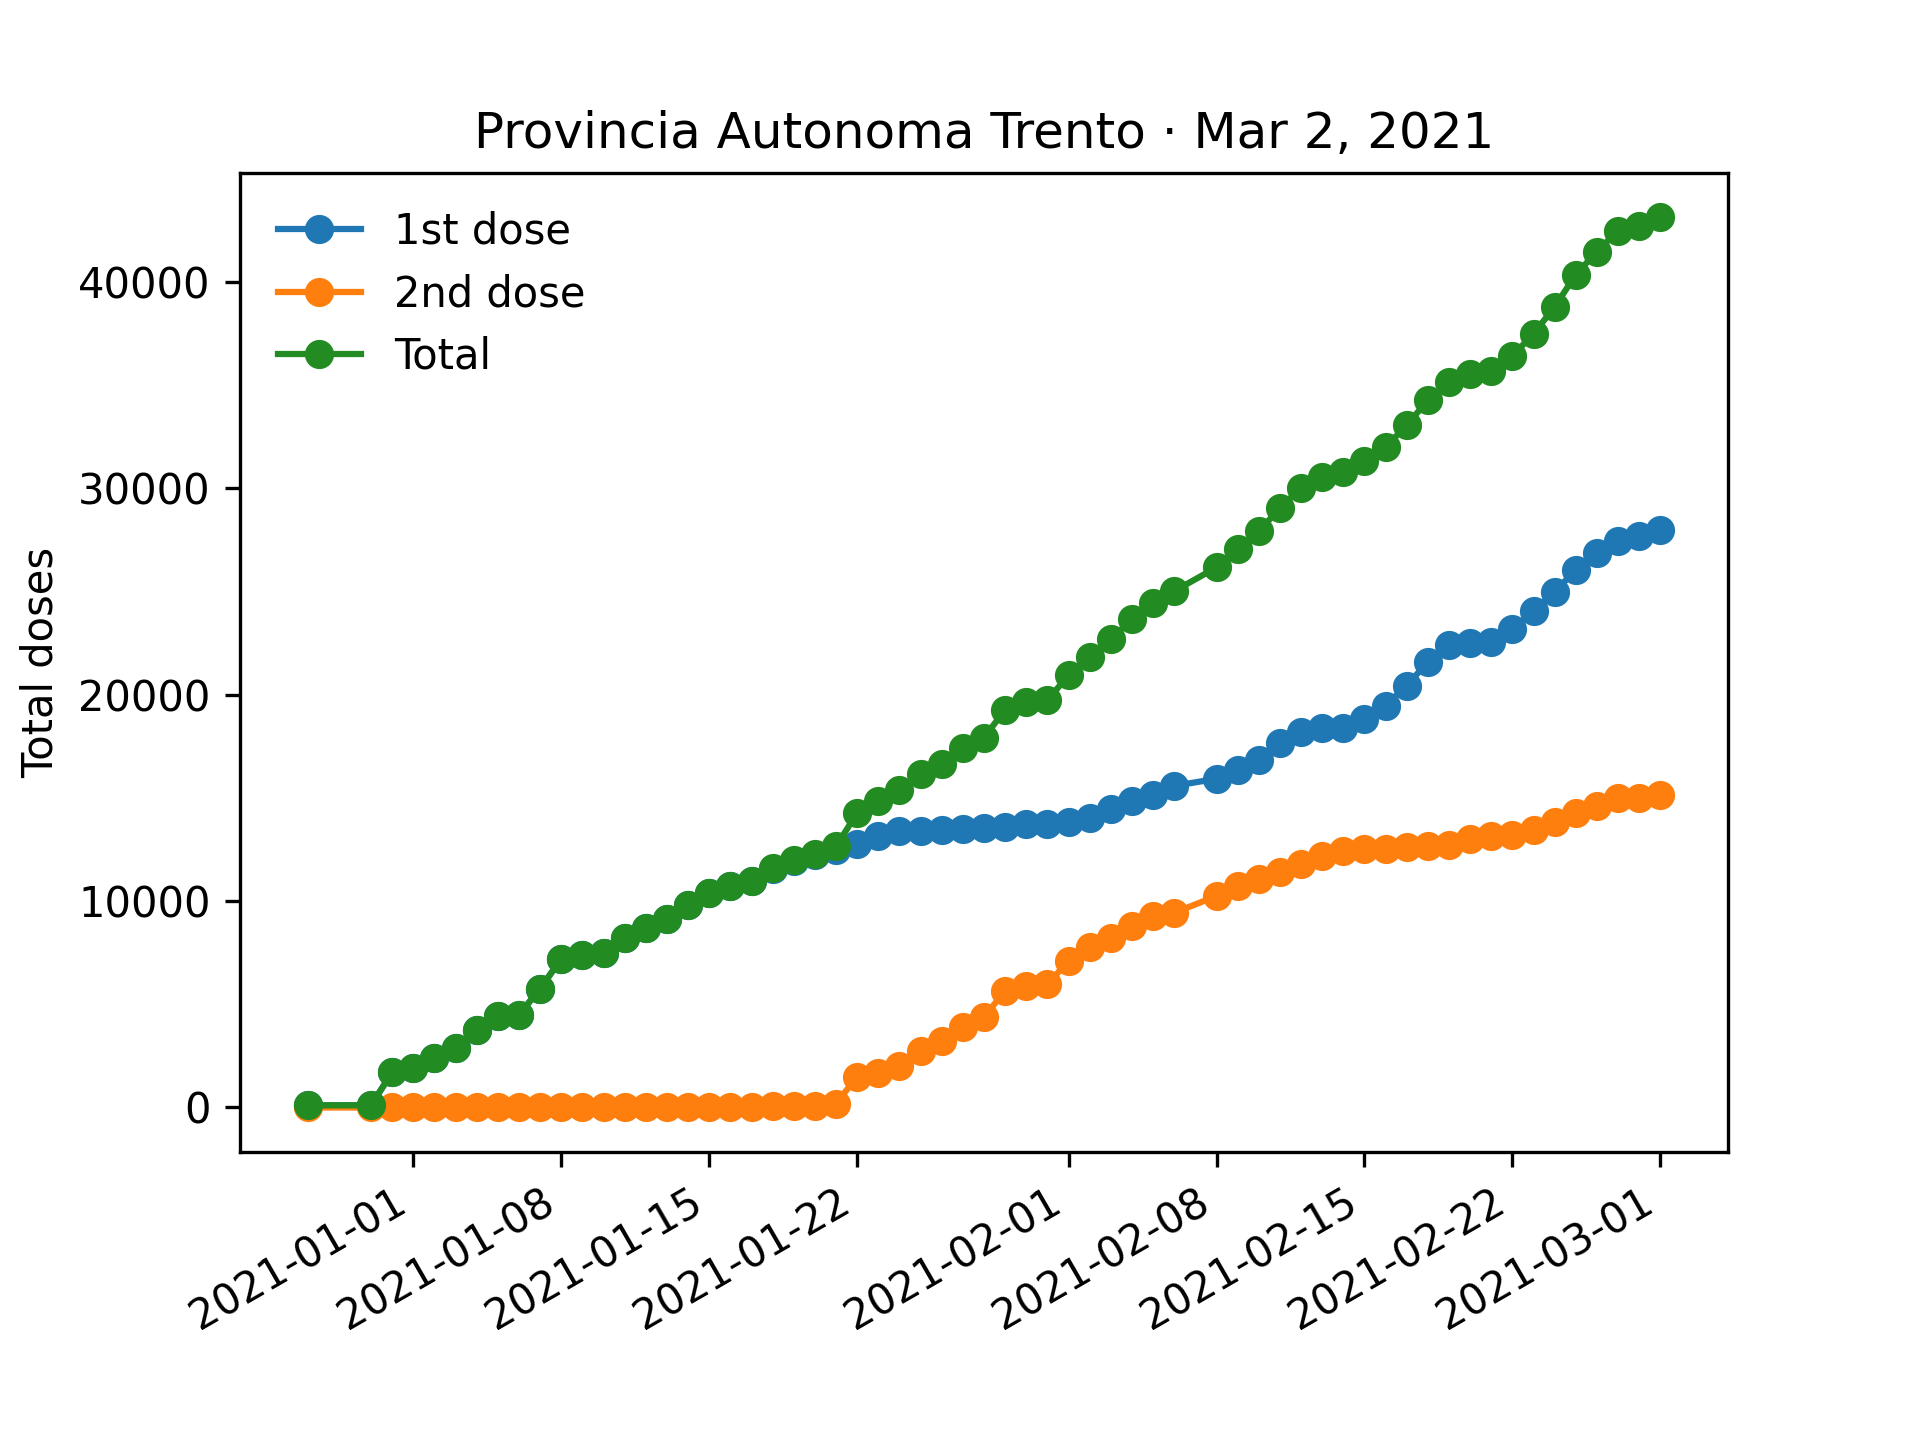 Provincia Autonoma Trento · Mar 2, 2021
1st dose
2nd dose
Total
Total doses
40000
30000
20000
10000
0
2021-01-01
2021-01-08
2021-01-15
2021-01-22
2021-02-01
2021-02-08
2021-02-15
2021-02-22
2021-03-01